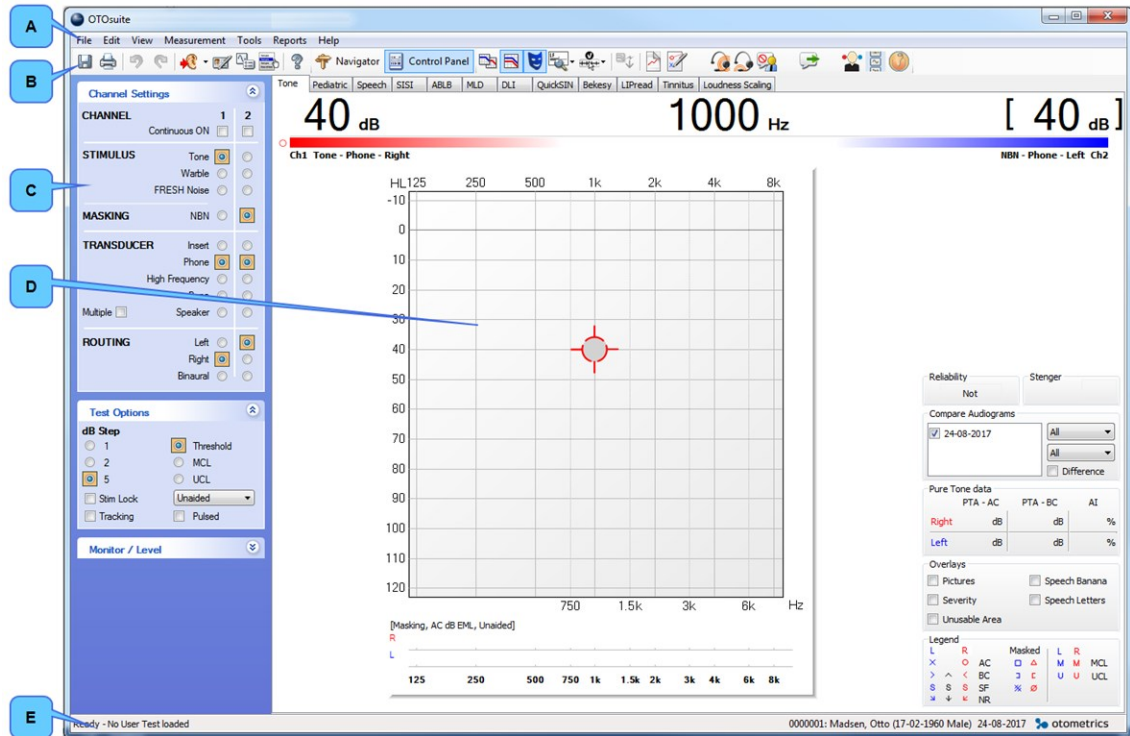 A
B
C
D
E
OTOsuite
File Edit View Measurement Tools Reports Help
Navigator Control Panel
Tone Pediatric Speech SISI ABLB MLD DLI QuickSIN Bekesy LIPread Tinnitus Loudness Scaling
Channel Settings
CHANNEL 1 2
Continuous ON
STIMULUS Tone
Warble
FRESH Noise
MASKING NBN
TRANSDUCER Insert
Phone
High Frequency
Multiple Speaker
ROUTING Left
Right
Binaural
Test Options
dB Step
1 Threshold
2 MCL
5 UCL
Stim Lock Unaided
Tracking Pulsed
Monitor / Level
40 dB 1000 Hz [ 40 dB ]
Ch1 Tone - Phone - Right NBN - Phone - Left Ch2
HL 125 250 500 1k 2k 4k 8k
-10
0
10
20
30
40
50
60
70
80
90
100
110
120
750 1.5k 3k 6k Hz
[Masking, AC dB EML, Unaided]
R
L
125 250 500 750 1k 1.5k 2k 3k 4k 6k 8k
Reliability Stenger
Not
Compare Audiograms
24-08-2017 All
All
Difference
Pure Tone data
PTA - AC PTA - BC AI
Right dB dB %
Left dB dB %
Overlays
Pictures Speech Banana
Severity Speech Letters
Unusable Area
Legend
L R Masked L R
X O AC M M MCL
> ^ < BC U U UCL
S S S SF
NR
Ready - No User Test loaded
0000001: Madsen, Otto (17-02-1960 Male) 24-08-2017 otometrics